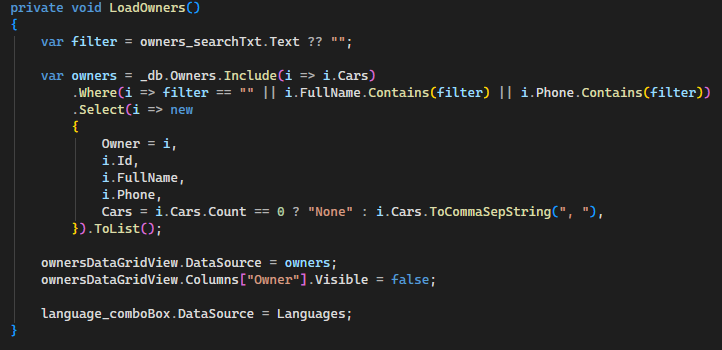 private void LoadOwners()
{
    var filter = owners_searchTxt.Text ?? "";

    var owners = _db.Owners.Include(i => i.Cars)
        .Where(i => filter == "" || i.FullName.Contains(filter) || i.Phone.Contains(filter))
        .Select(i => new
        {
            Owner = i,
            i.Id,
            i.FullName,
            i.Phone,
            Cars = i.Cars.Count == 0 ? "None" : i.Cars.ToCommaSepString(", "),
        }).ToList();

    ownersDataGridView.DataSource = owners;
    ownersDataGridView.Columns["Owner"].Visible = false;

    language_comboBox.DataSource = Languages;
}